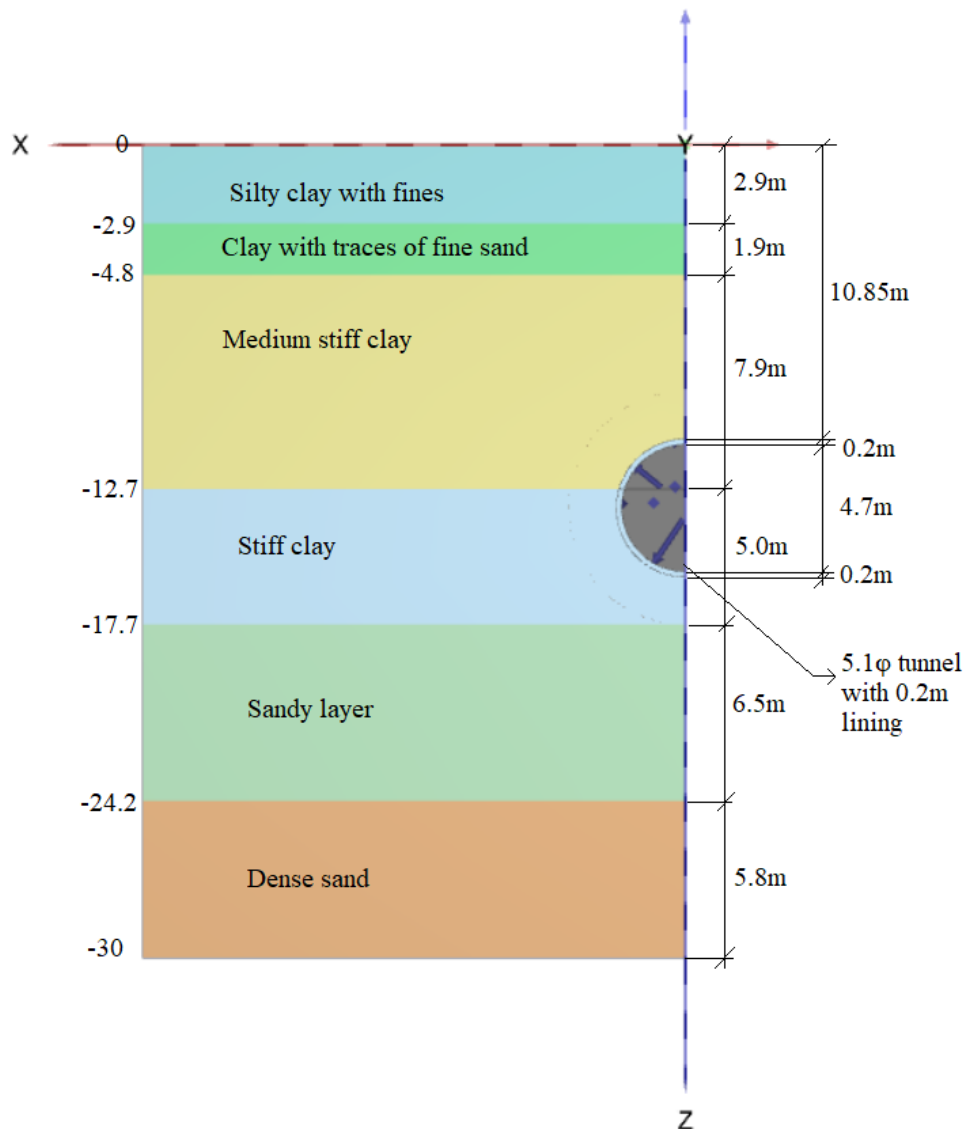 X
0
Y
Silty clay with fines
2.9m
-2.9
Clay with traces of fine sand
1.9m
-4.8
10.85m
Medium stiff clay
7.9m
0.2m
-12.7
4.7m
Stiff clay
5.0m
0.2m
-17.7
5.1φ tunnel
with 0.2m
lining
Sandy layer
6.5m
-24.2
Dense sand
5.8m
-30
Z